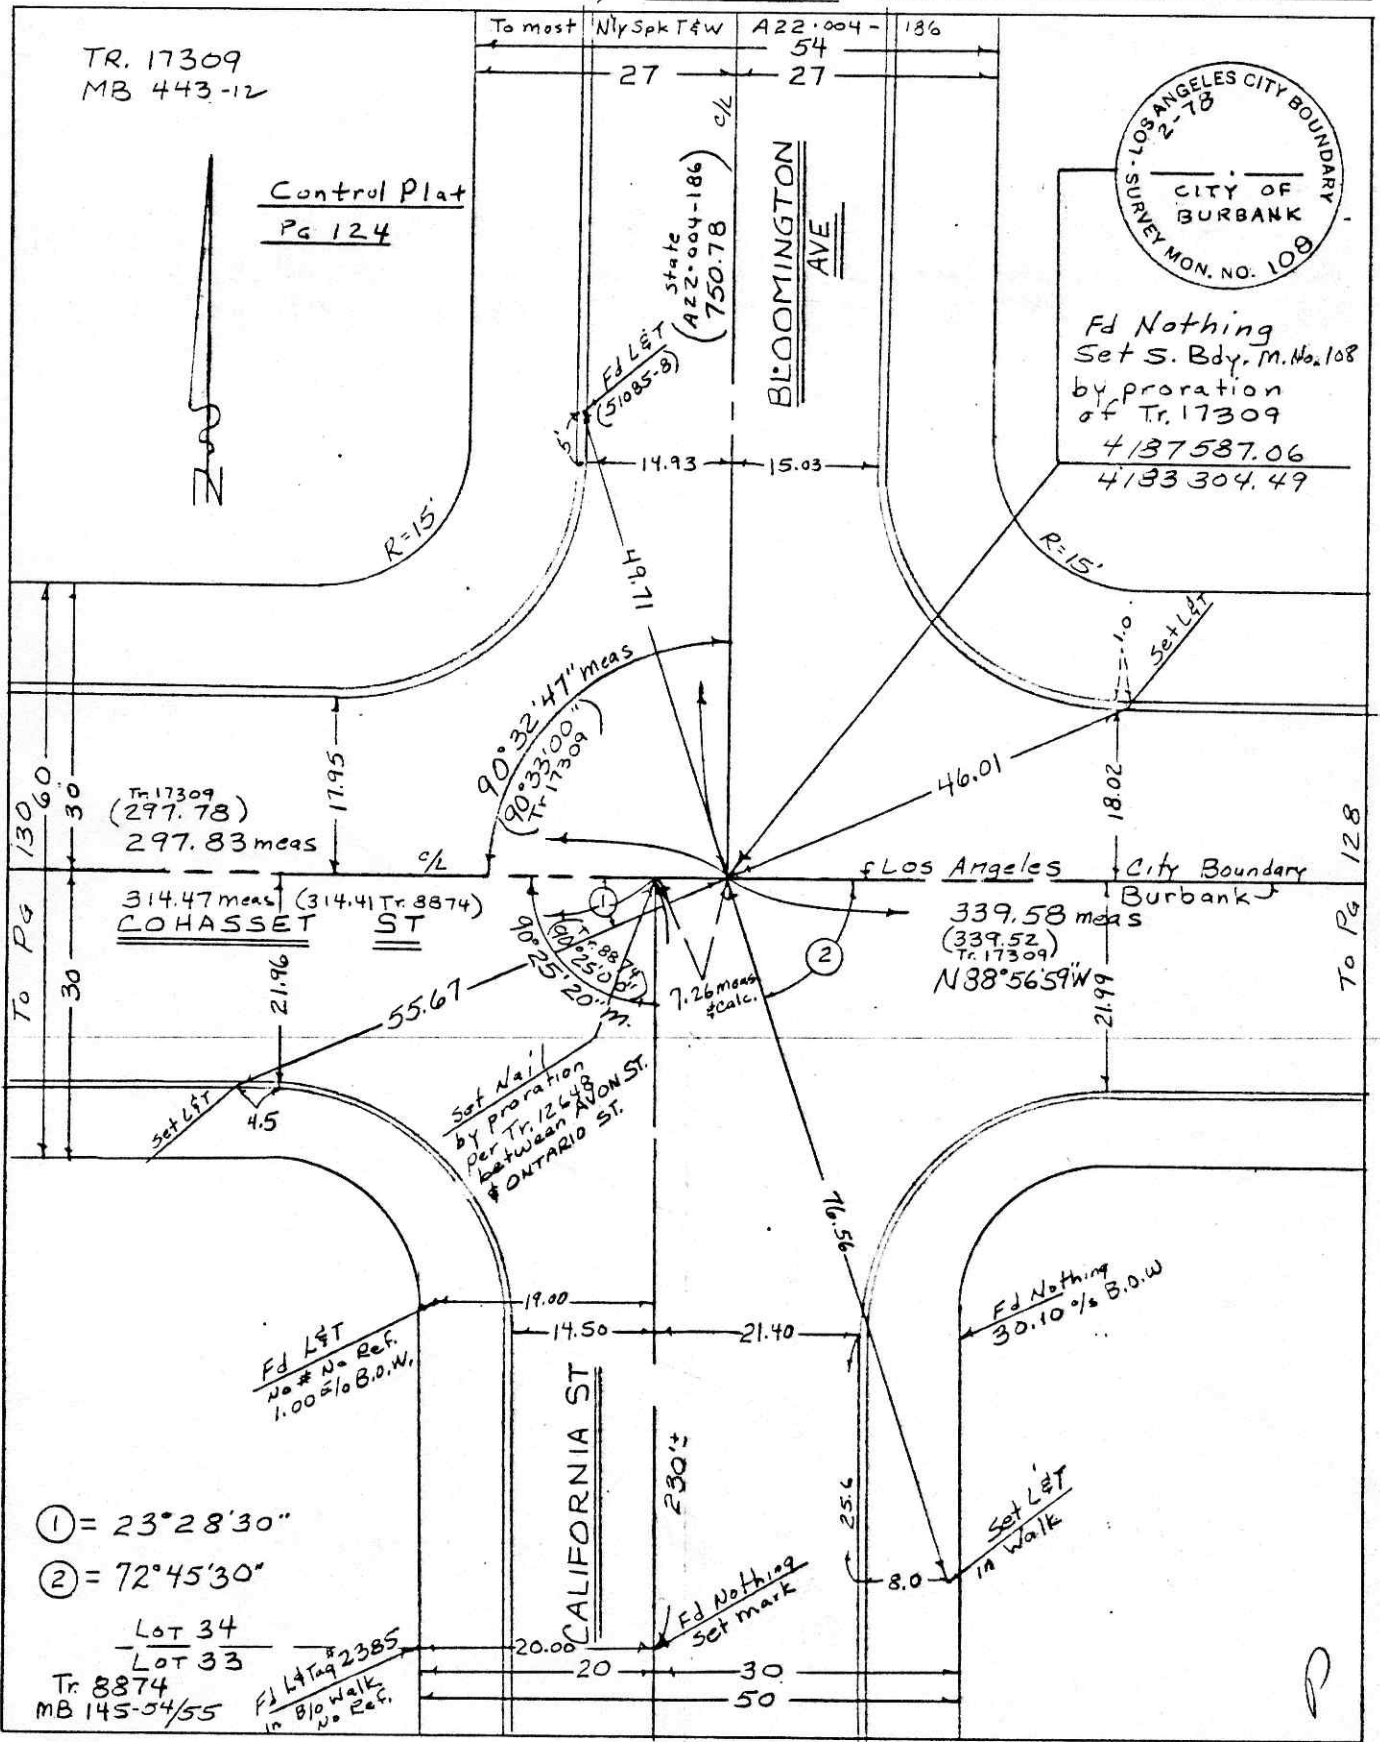 To most Nly Spk T&W A22.004-186
54
27 27
TR. 17309
MB 443-12
Control Plat
PG 124
N
C/L
State
(A22.004-186)
(750.78)
BLOOMINGTON
AVE
LOS ANGELES CITY BOUNDARY
2-78
CITY OF
BURBANK
SURVEY MON. NO. 108
Fd Nothing
Set S. Bdy. M. No. 108
by proration
of Tr. 17309
4187587.06
4183304.49
Fd L&T
(51085-8)
5'
14.93 15.03
R=15'
R=15'
49.71
1.0
Set L&T
90°32'47" meas
(90°33'00"
Tr 17309)
46.01
18.02
17.95
60
30
To PG 130
Tr. 17309
(297.78)
297.83 meas
C/L
Los Angeles City Boundary
Burbank
To PG 128
314.47 meas (314.41 Tr. 8874)
COHASSET ST
339.58 meas
(339.52)
Tr. 17309
N88°56'59"W
1
2
(Tr. 8874
90°25'00")
90°25'20" m.
7.26 meas
& calc.
30
21.96
21.99
55.67
Set L&T
4.5
Set Nail
by proration
per Tr. 12648
between AVON ST.
& ONTARIO ST.
76.56
19.00
14.50 21.40
Fd L&T
No # No Ref.
1.00 E/o B.O.W.
Fd Nothing
30.10 o/s B.O.W
CALIFORNIA ST
230'±
25.6
8.0
Set L&T
in Walk
1 = 23°28'30"
2 = 72°45'30"
Fd Nothing
Set mark
LOT 34
LOT 33
Tr. 8874
MB 145-54/55
Fd L&Tag #2385
in B/o Walk
No Ref.
20.00
20 30
50
P